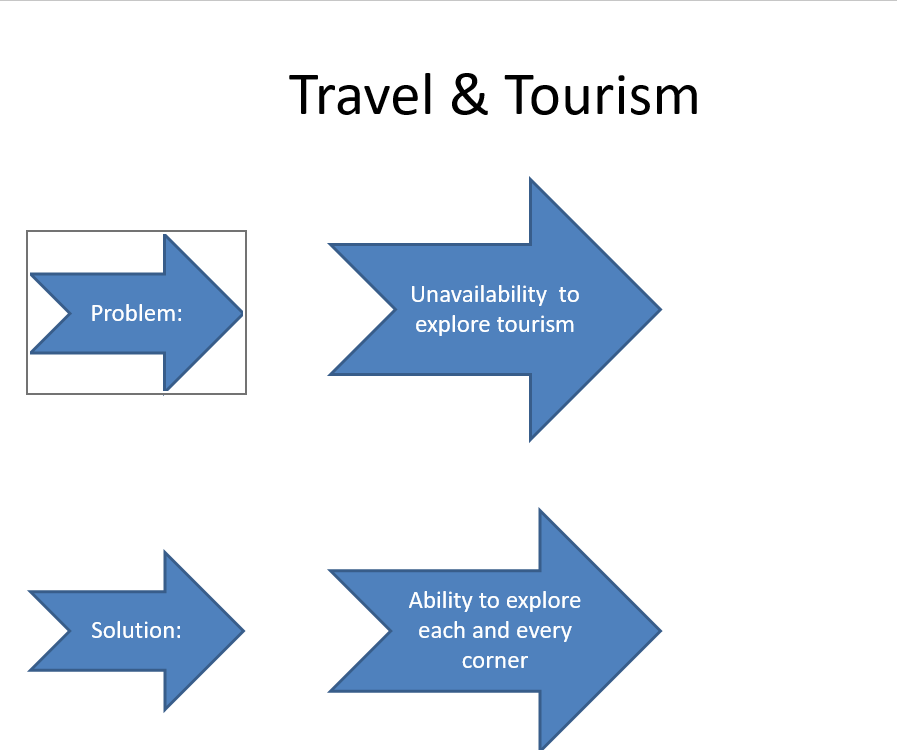 Travel & Tourism
Problem:
Unavailability  to
explore tourism
Solution:
Ability to explore
each and every
corner